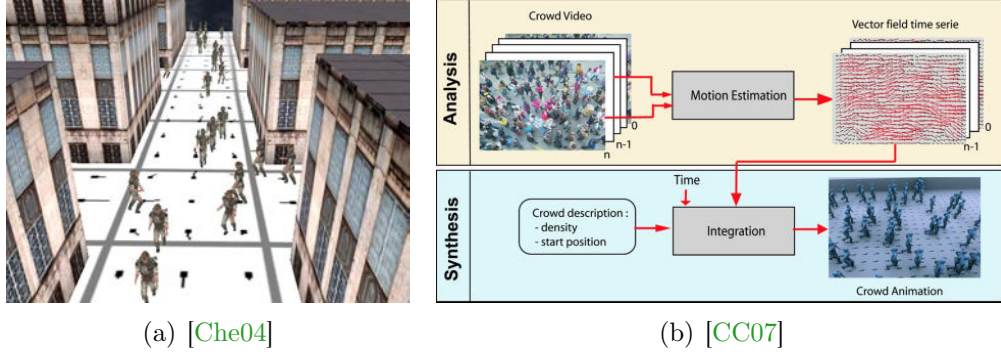 Crowd Video
Vector field time serie
Analysis
Motion Estimation
0
n-1
n
0
n-1
Synthesis
Time
Crowd description :
- density
- start position
Integration
Crowd Animation
(a) [Che04]
(b) [CC07]